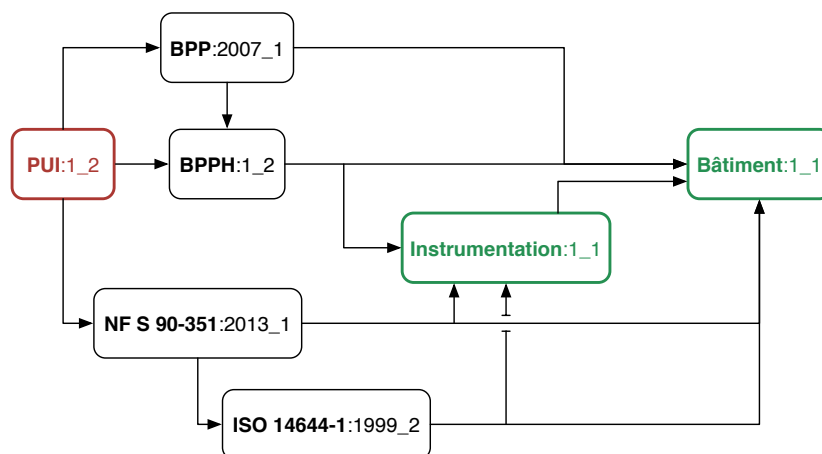 BPP:2007_1
PUI:1_2
BPPH:1_2
Bâtiment:1_1
Instrumentation:1_1
NF S 90-351:2013_1
ISO 14644-1:1999_2